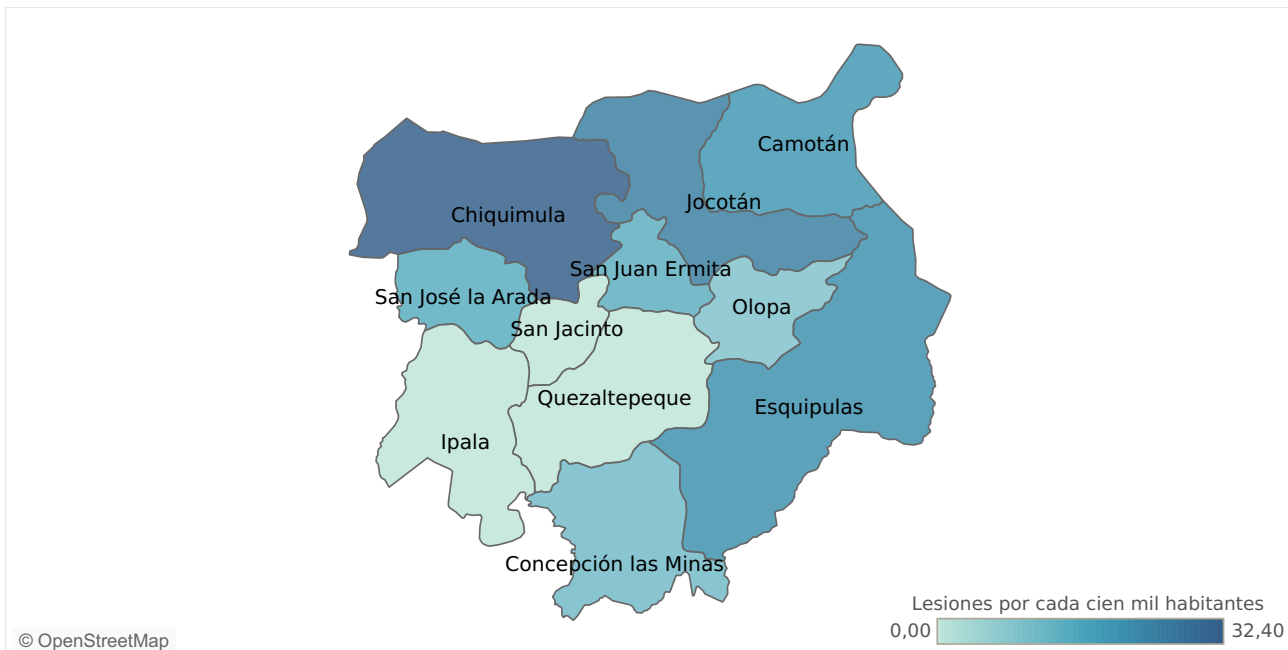 Camotán
Jocotán
Chiquimula
San Juan Ermita
San José la Arada
Olopa
San Jacinto
Quezaltepeque
Esquipulas
Ipala
Concepción las Minas
Lesiones por cada cien mil habitantes
0,00 32,40
© OpenStreetMap